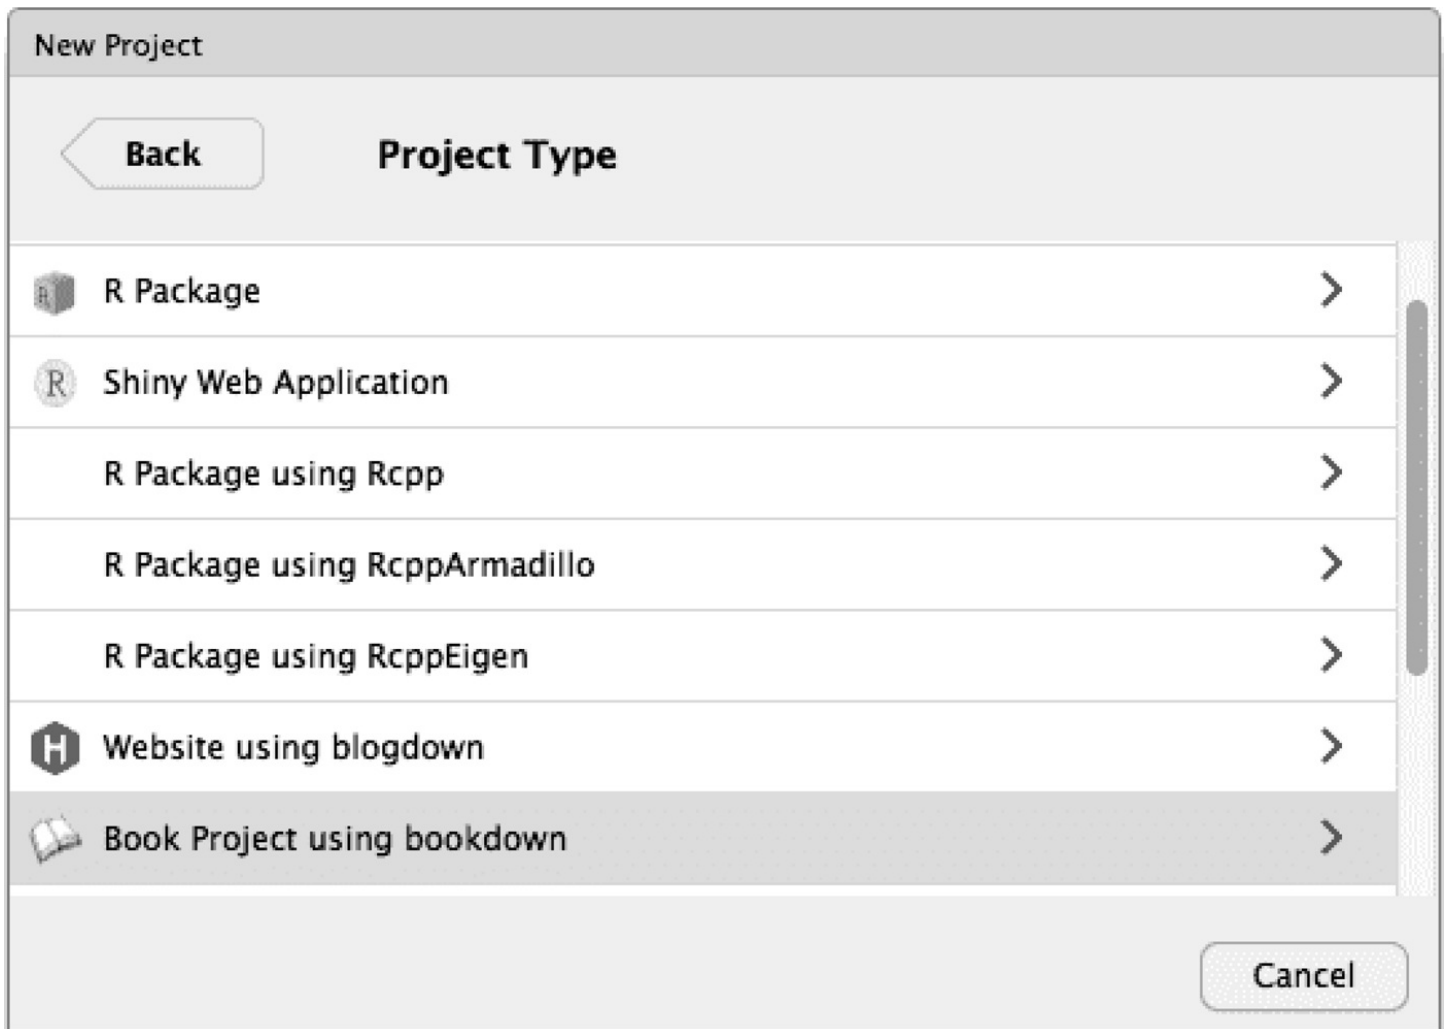 New Project
Back
Project Type
R
R Package
R
Shiny Web Application
R Package using Rcpp
R Package using RcppArmadillo
R Package using RcppEigen
H
Website using blogdown
Book Project using bookdown
Cancel